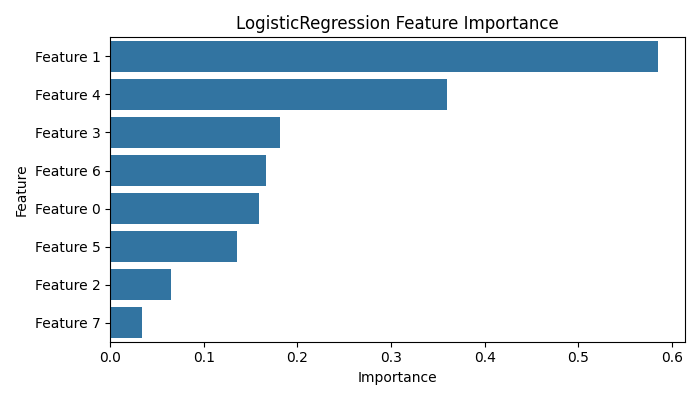 LogisticRegression Feature Importance
Feature
Feature 1
Feature 4
Feature 3
Feature 6
Feature 0
Feature 5
Feature 2
Feature 7
0.0 0.1 0.2 0.3 0.4 0.5 0.6
Importance